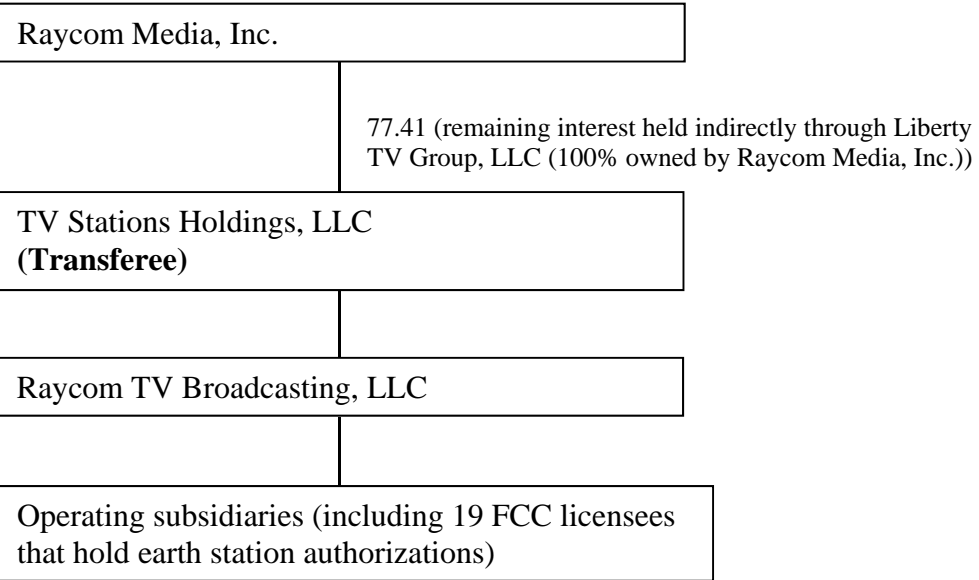 Raycom Media, Inc.
77.41 (remaining interest held indirectly through Liberty
TV Group, LLC (100% owned by Raycom Media, Inc.))
TV Stations Holdings, LLC
(Transferee)
Raycom TV Broadcasting, LLC
Operating subsidiaries (including 19 FCC licensees
that hold earth station authorizations)